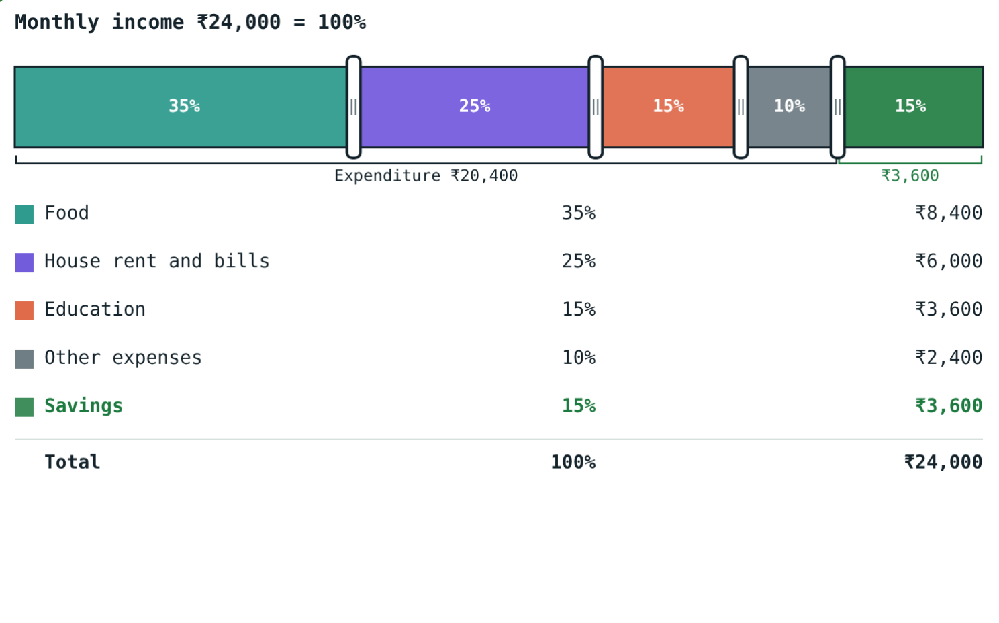 Monthly income ₹24,000 = 100%
35% 25% 15% 10% 15%
Expenditure ₹20,400 ₹3,600
Food 35% ₹8,400
House rent and bills 25% ₹6,000
Education 15% ₹3,600
Other expenses 10% ₹2,400
Savings 15% ₹3,600
Total 100% ₹24,000